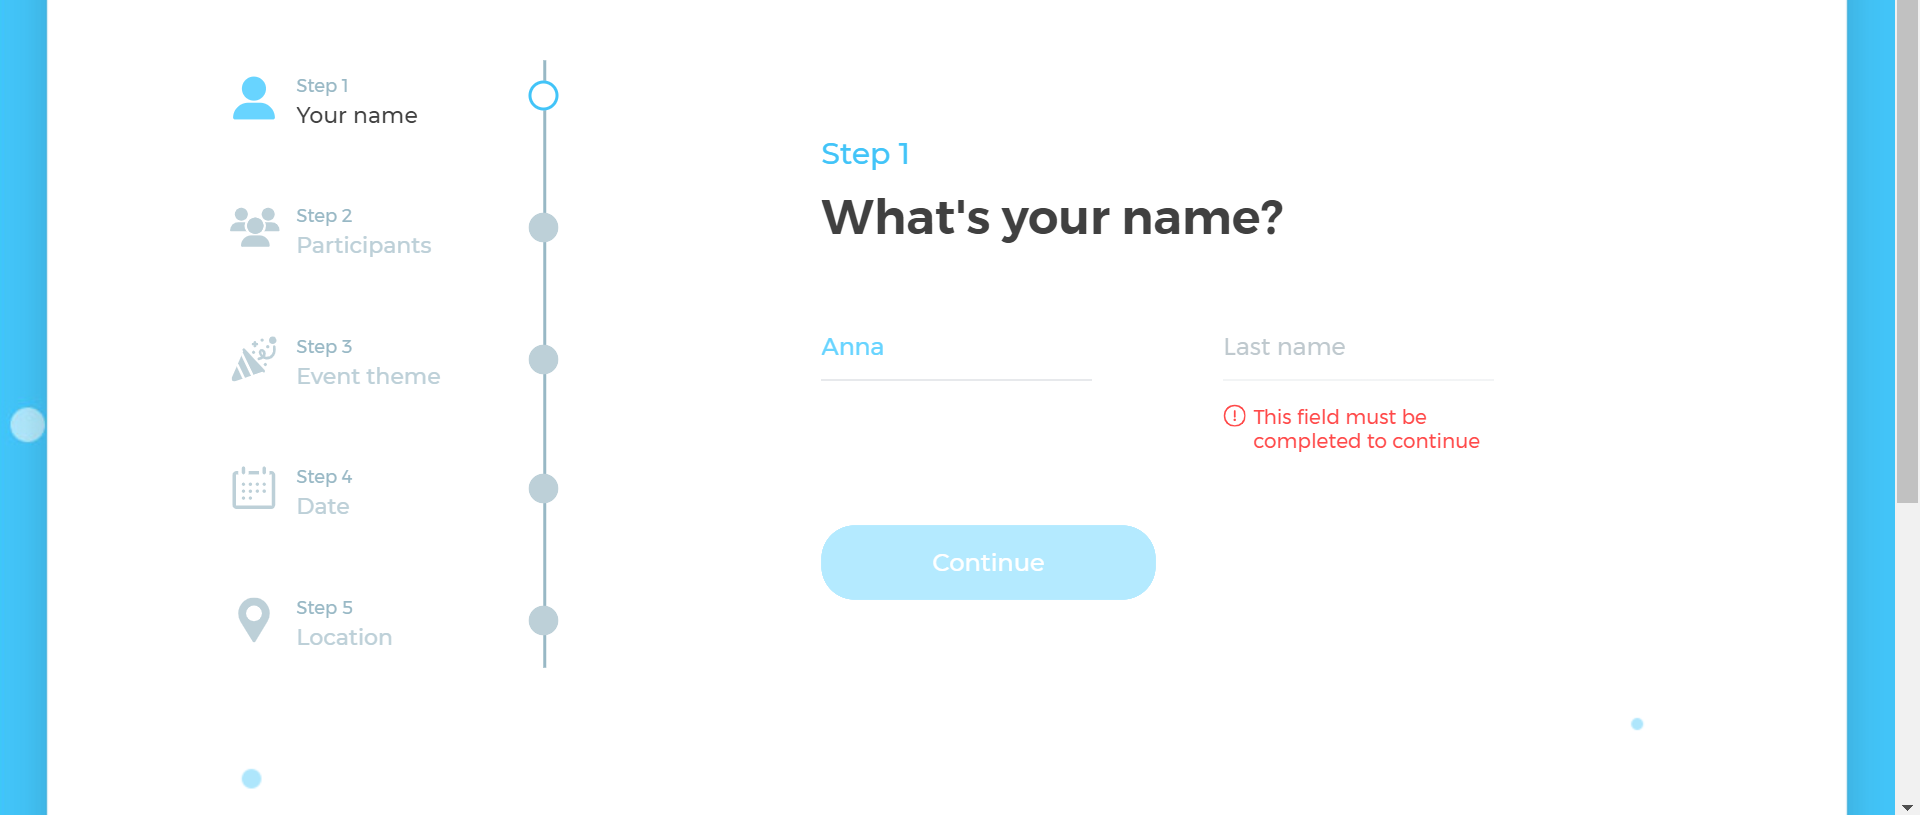 Step 1
Your name
Step 2
Participants
Step 3
Event theme
Step 4
Date
Step 5
Location
Step 1
What's your name?
Anna
Last name
This field must be
completed to continue
Continue